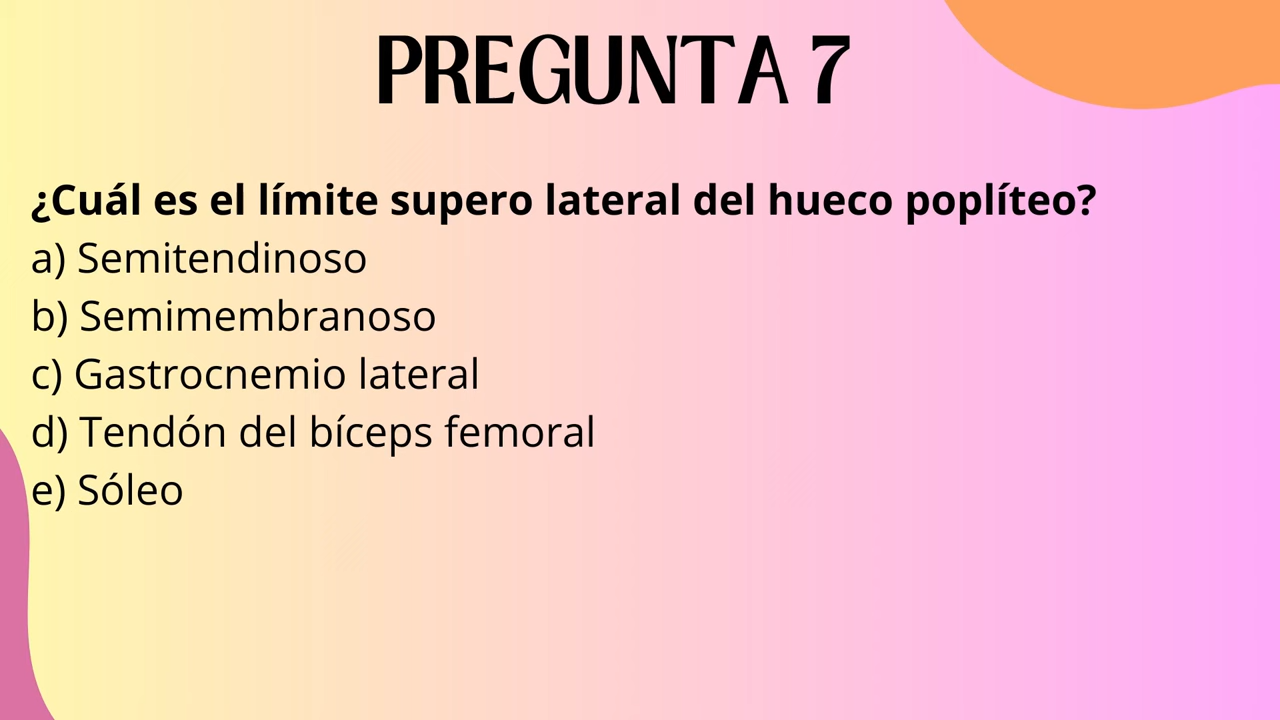 PREGUNTA 7
¿Cuál es el límite supero lateral del hueco poplíteo?
a) Semitendinoso
b) Semimembranoso
c) Gastrocnemio lateral
d) Tendón del bíceps femoral
e) Sóleo